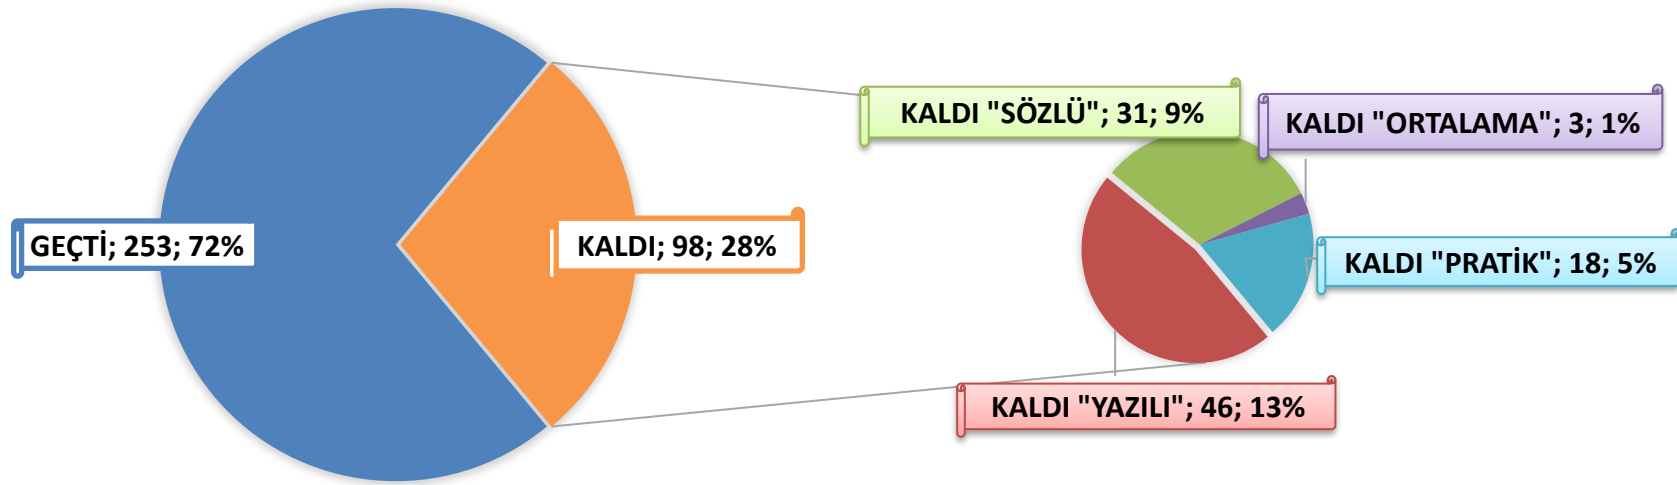 GEÇTİ; 253; 72%
KALDI; 98; 28%
KALDI "SÖZLÜ"; 31; 9%
KALDI "ORTALAMA"; 3; 1%
KALDI "PRATİK"; 18; 5%
KALDI "YAZILI"; 46; 13%